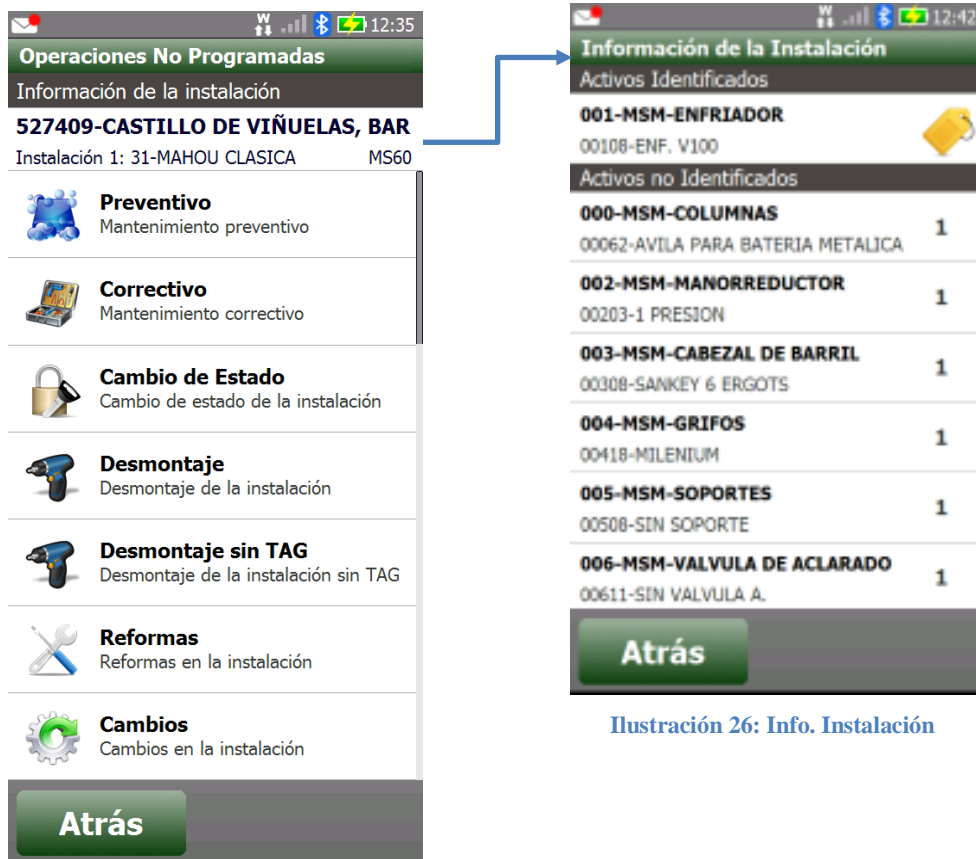 12:35
Operaciones No Programadas
Información de la instalación
527409-CASTILLO DE VIÑUELAS, BAR
Instalación 1: 31-MAHOU CLASICA MS60
Preventivo
Mantenimiento preventivo
Correctivo
Mantenimiento correctivo
Cambio de Estado
Cambio de estado de la instalación
Desmontaje
Desmontaje de la instalación
Desmontaje sin TAG
Desmontaje de la instalación sin TAG
Reformas
Reformas en la instalación
Cambios
Cambios en la instalación
Atrás
12:42
Información de la Instalación
Activos Identificados
001-MSM-ENFRIADOR
00108-ENF. V100
Activos no Identificados
000-MSM-COLUMNAS 1
00062-AVILA PARA BATERIA METALICA
002-MSM-MANORREDUCTOR 1
00203-1 PRESION
003-MSM-CABEZAL DE BARRIL 1
00308-SANKEY 6 ERGOTS
004-MSM-GRIFOS 1
00418-MILENIUM
005-MSM-SOPORTES 1
00508-SIN SOPORTE
006-MSM-VALVULA DE ACLARADO 1
00611-SIN VALVULA A.
Atrás
Ilustración 26: Info. Instalación